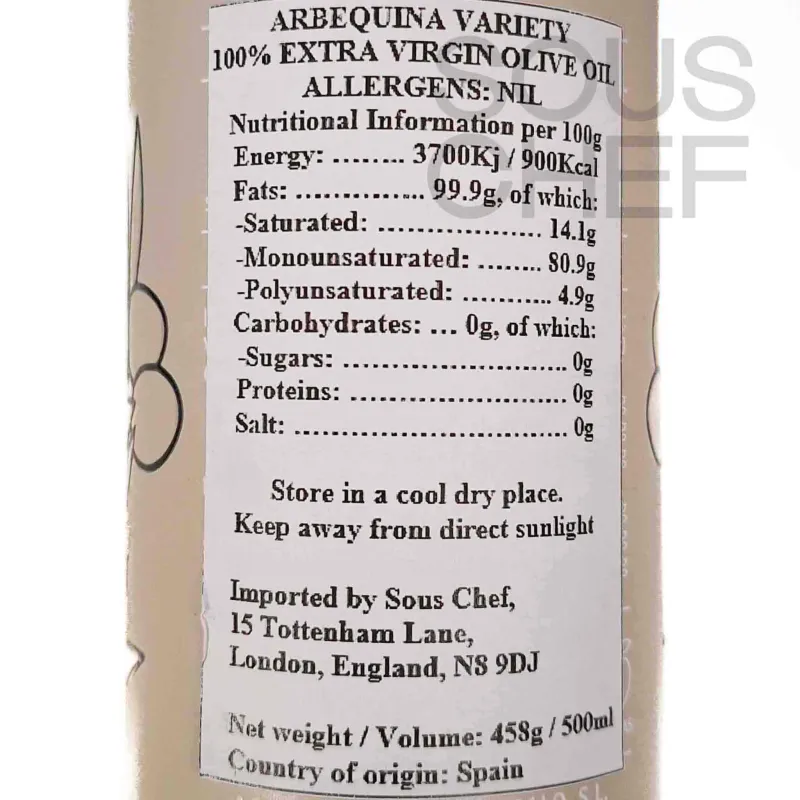 SOUS
CHEF
ARBEQUINA VARIETY
100% EXTRA VIRGIN OLIVE OIL
ALLERGENS: NIL
Nutritional Information per 100g
Energy: ........ 3700Kj / 900Kcal
Fats: ............... 99.9g, of which:
-Saturated: .................. 14.1g
-Monounsaturated: ........ 80.9g
-Polyunsaturated: ........... 4.9g
Carbohydrates: ... 0g, of which:
-Sugars: .......................... 0g
Proteins: ......................... 0g
Salt: ................................ 0g
Store in a cool dry place.
Keep away from direct sunlight
Imported by Sous Chef,
15 Tottenham Lane,
London, England, N8 9DJ
Net weight / Volume: 458g / 500ml
Country of origin: Spain